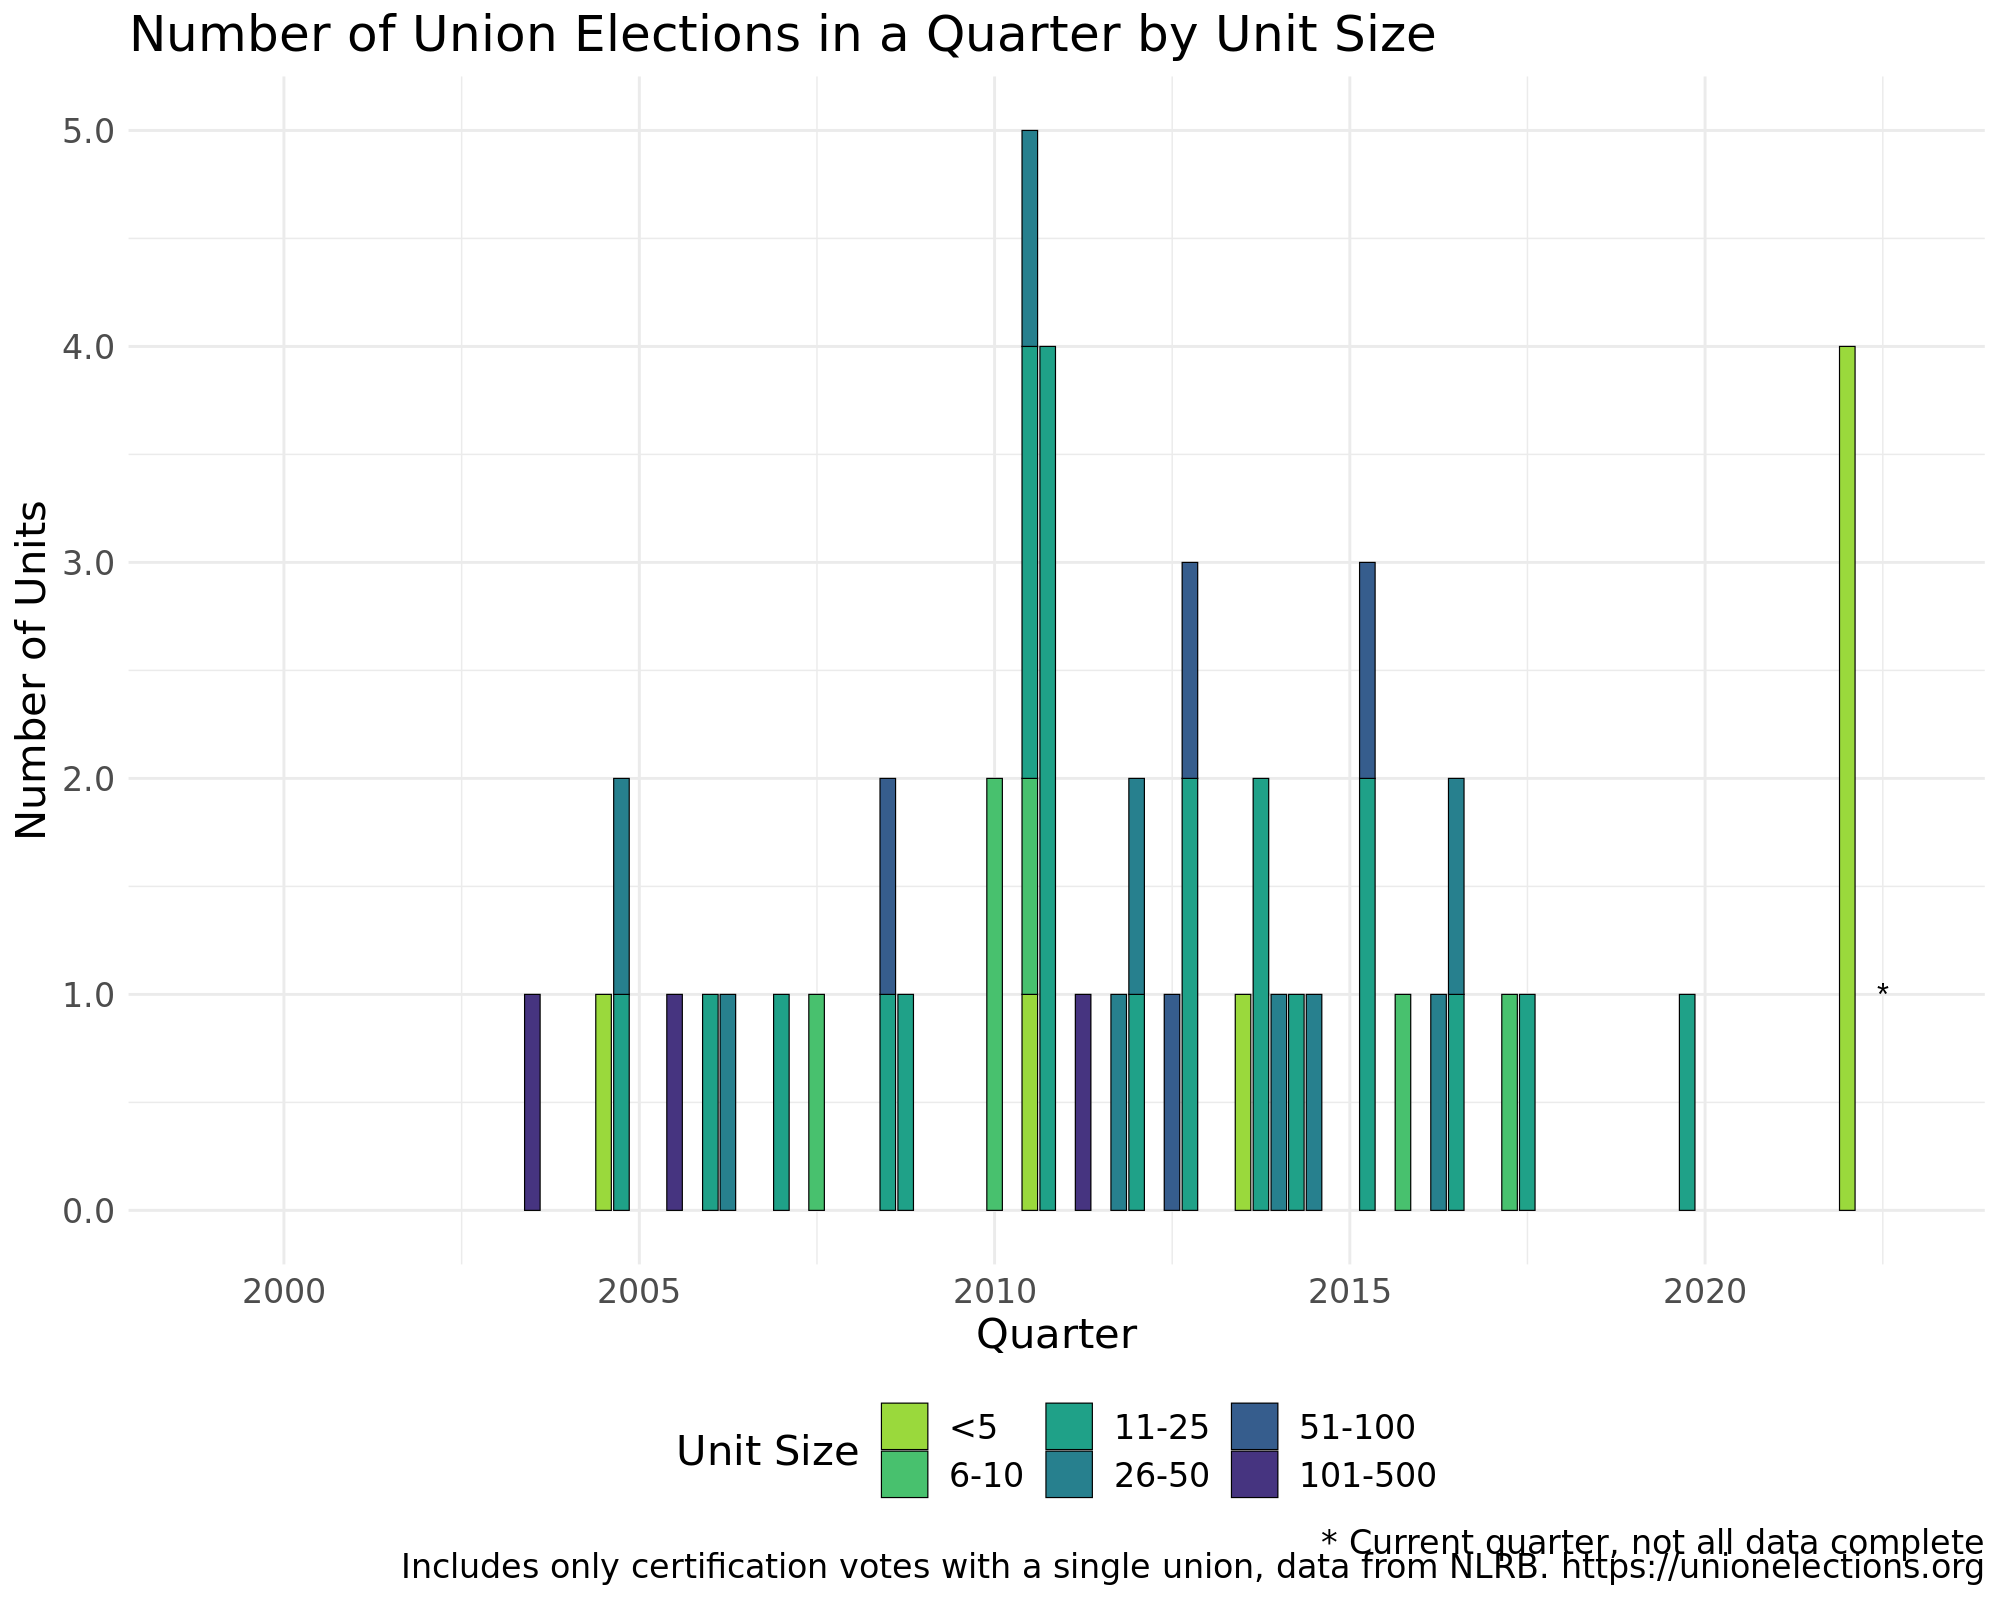 Number of Union Elections in a Quarter by Unit Size
Number of Units
5.0
4.0
3.0
2.0
1.0
0.0
*
2000 2005 2010 2015 2020
Quarter
Unit Size
<5 11-25 51-100
6-10 26-50 101-500
* Current quarter, not all data complete
Includes only certification votes with a single union, data from NLRB. https://unionelections.org